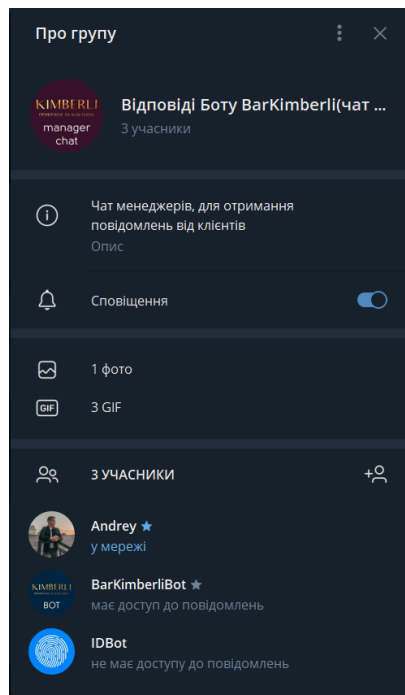 Про групу
KIMBERLI
manager
chat
Відповіді Боту BarKimberli(чат ...
3 учасники
Чат менеджерів, для отримання
повідомлень від клієнтів
Опис
Сповіщення
1 фото
GIF
3 GIF
3 УЧАСНИКИ
Andrey
у мережі
KIMBERLI
BOT
BarKimberliBot
має доступ до повідомлень
IDBot
не має доступу до повідомлень